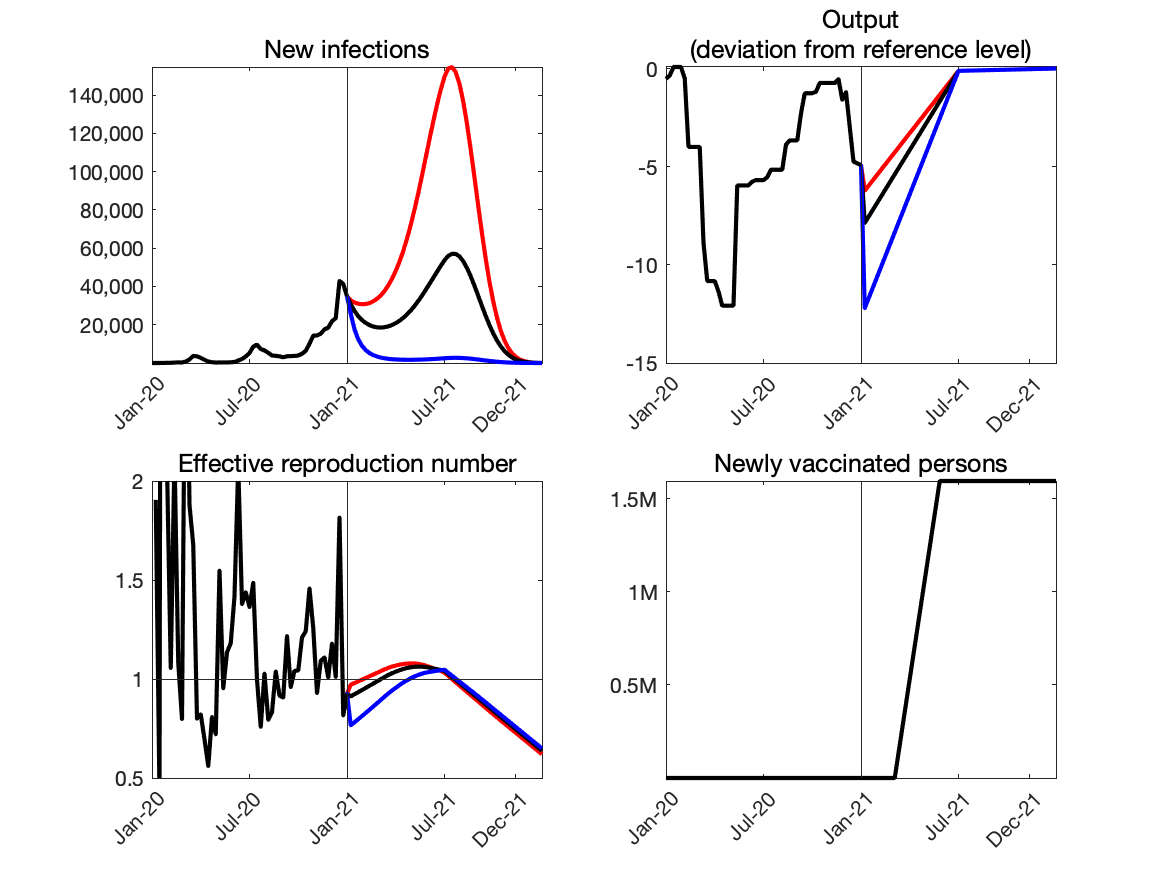 New infections
140,000
120,000
100,000
80,000
60,000
40,000
20,000
Jan-20
Jul-20
Jan-21
Jul-21
Dec-21
Output
(deviation from reference level)
0
-5
-10
-15
Jan-20
Jul-20
Jan-21
Jul-21
Dec-21
Effective reproduction number
2
1.5
1
0.5
Jan-20
Jul-20
Jan-21
Jul-21
Dec-21
Newly vaccinated persons
1.5M
1M
0.5M
Jan-20
Jul-20
Jan-21
Jul-21
Dec-21